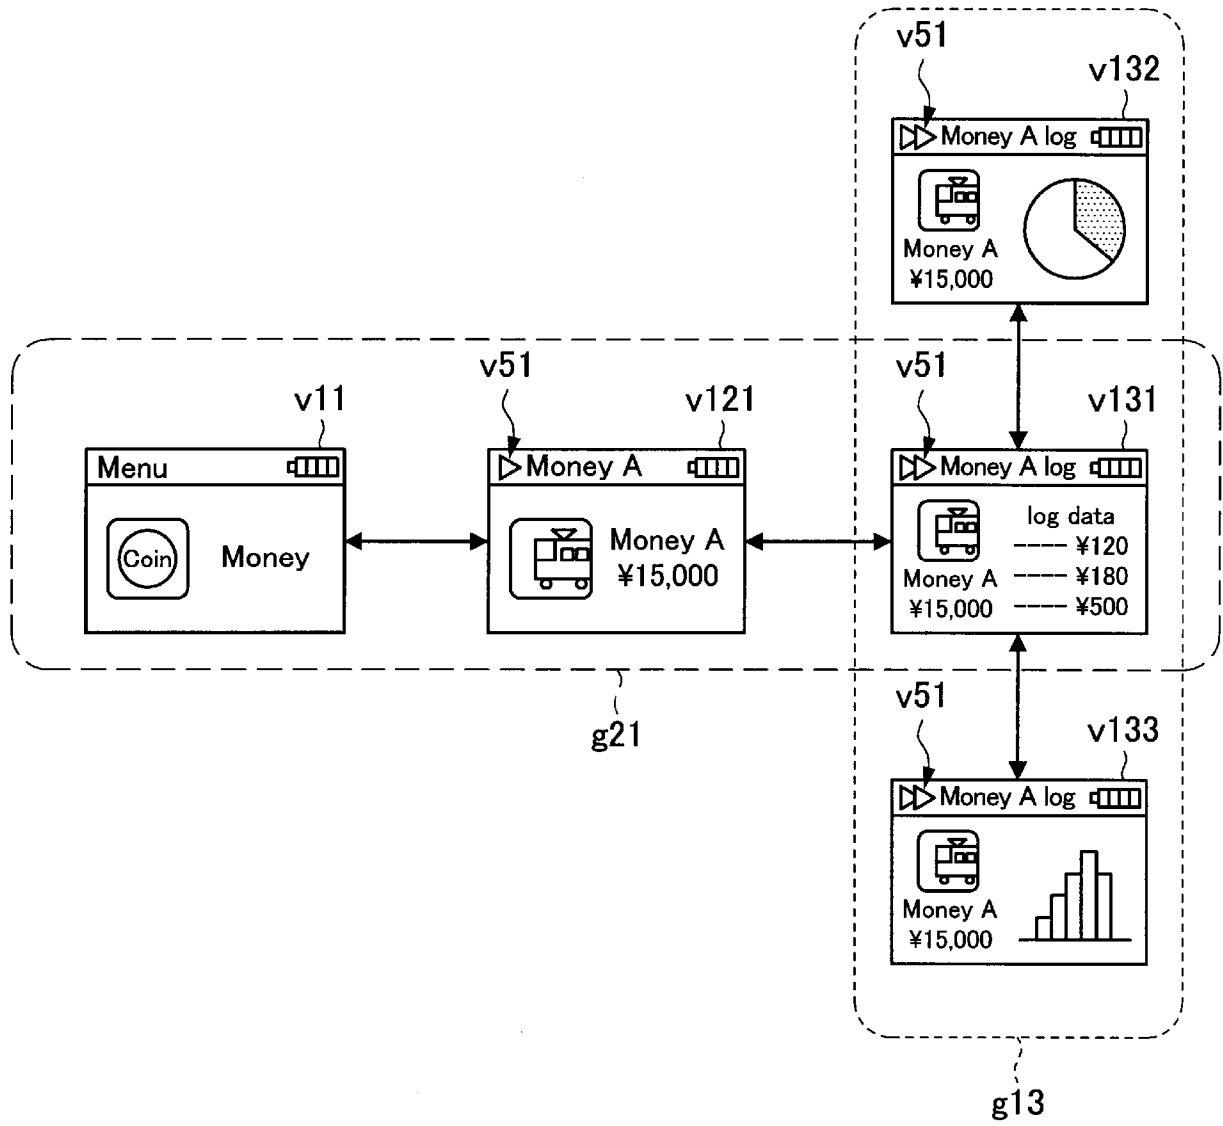 v51
v132
Money A log
Money A
¥15,000
v11
v51
v121
v51
v131
Menu
Coin
Money
Money A
Money A
¥15,000
Money A log
log data
---- ¥120
---- ¥180
---- ¥500
Money A
¥15,000
g21
v51
v133
Money A log
Money A
¥15,000
g13